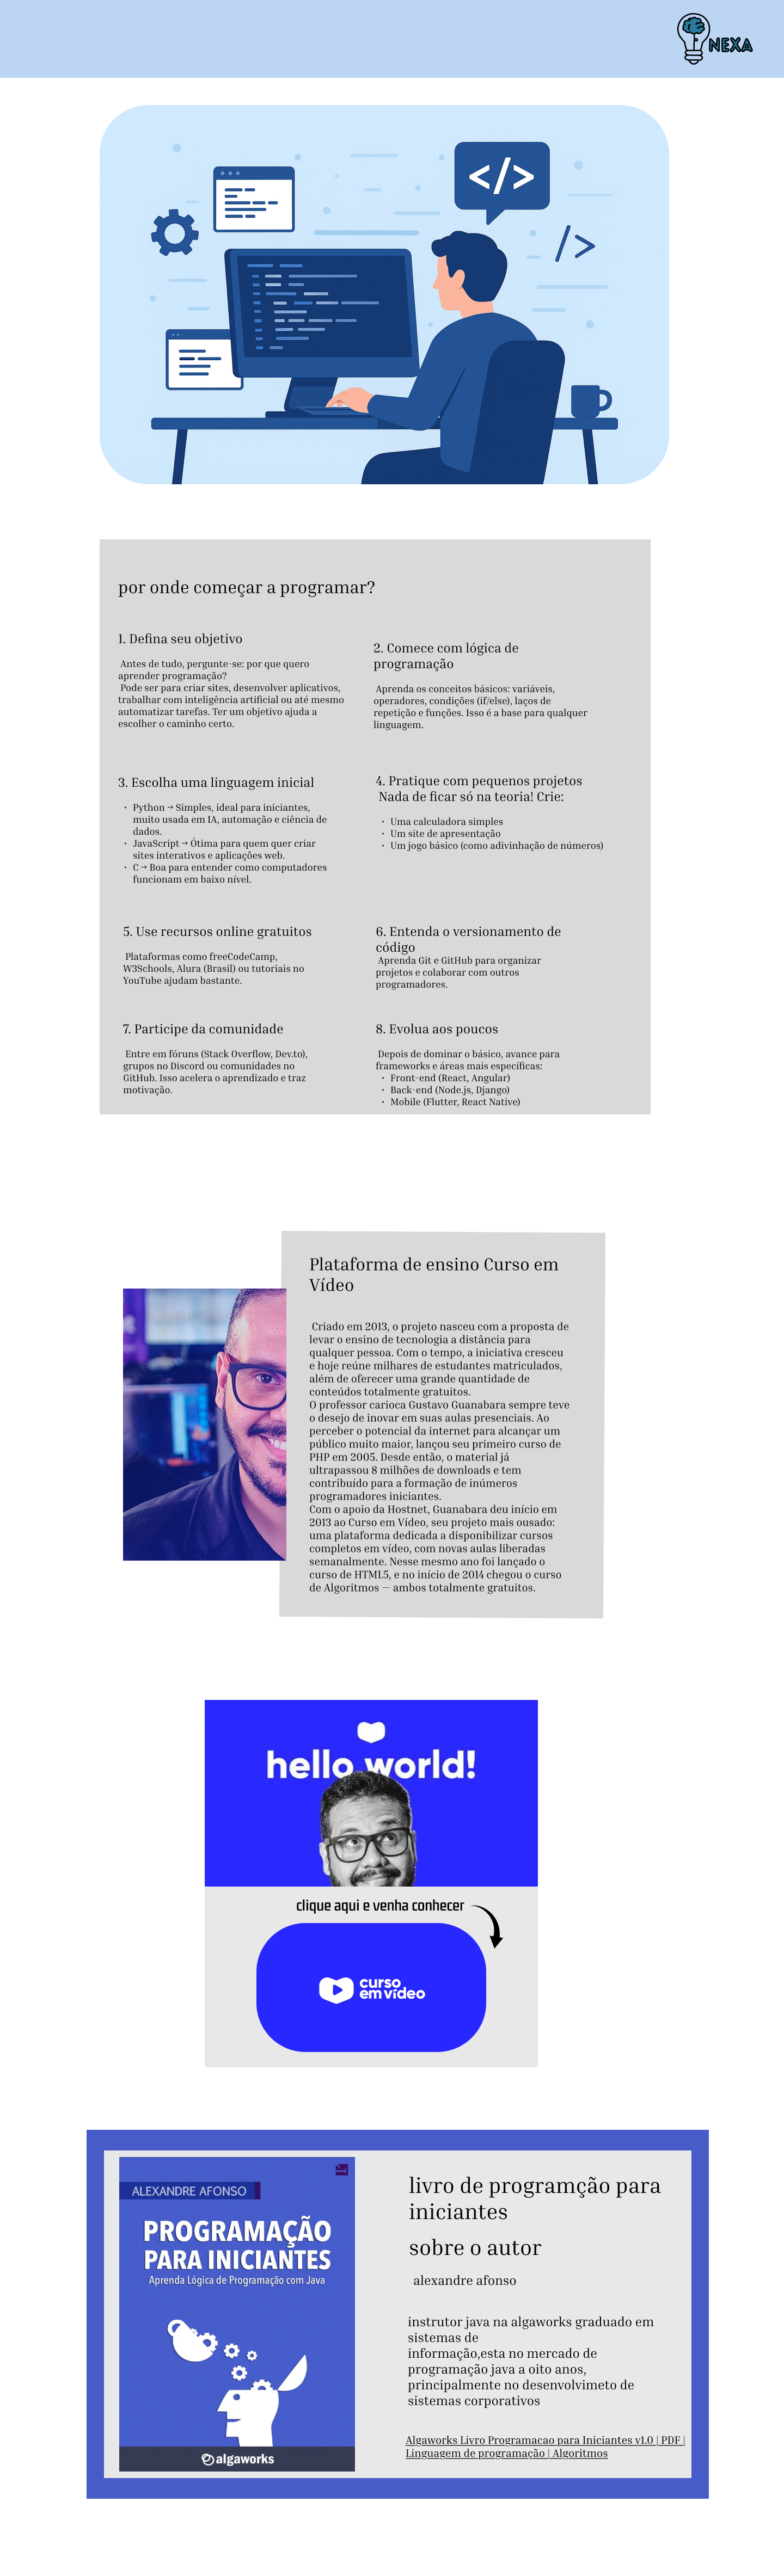 NEXA
</>
/>
por onde começar a programar?
1. Defina seu objetivo
Antes de tudo, pergunte-se: por que quero
aprender programação?
Pode ser para criar sites, desenvolver aplicativos,
trabalhar com inteligência artificial ou até mesmo
automatizar tarefas. Ter um objetivo ajuda a
escolher o caminho certo.
2. Comece com lógica de
programação
Aprenda os conceitos básicos: variáveis,
operadores, condições (if/else), laços de
repetição e funções. Isso é a base para qualquer
linguagem.
3. Escolha uma linguagem inicial
• Python → Simples, ideal para iniciantes,
muito usada em IA, automação e ciência de
dados.
• JavaScript → Ótima para quem quer criar
sites interativos e aplicações web.
• C → Boa para entender como computadores
funcionam em baixo nível.
4. Pratique com pequenos projetos
Nada de ficar só na teoria! Crie:
• Uma calculadora simples
• Um site de apresentação
• Um jogo básico (como adivinhação de números)
5. Use recursos online gratuitos
Plataformas como freeCodeCamp,
W3Schools, Alura (Brasil) ou tutoriais no
YouTube ajudam bastante.
6. Entenda o versionamento de
código
Aprenda Git e GitHub para organizar
projetos e colaborar com outros
programadores.
7. Participe da comunidade
Entre em fóruns (Stack Overflow, Dev.to),
grupos no Discord ou comunidades no
GitHub. Isso acelera o aprendizado e traz
motivação.
8. Evolua aos poucos
Depois de dominar o básico, avance para
frameworks e áreas mais específicas:
• Front-end (React, Angular)
• Back-end (Node.js, Django)
• Mobile (Flutter, React Native)
Plataforma de ensino Curso em
Vídeo
Criado em 2013, o projeto nasceu com a proposta de
levar o ensino de tecnologia a distância para
qualquer pessoa. Com o tempo, a iniciativa cresceu
e hoje reúne milhares de estudantes matriculados,
além de oferecer uma grande quantidade de
conteúdos totalmente gratuitos.
O professor carioca Gustavo Guanabara sempre teve
o desejo de inovar em suas aulas presenciais. Ao
perceber o potencial da internet para alcançar um
público muito maior, lançou seu primeiro curso de
PHP em 2005. Desde então, o material já
ultrapassou 8 milhões de downloads e tem
contribuído para a formação de inúmeros
programadores iniciantes.
Com o apoio da Hostnet, Guanabara deu início em
2013 ao Curso em Vídeo, seu projeto mais ousado:
uma plataforma dedicada a disponibilizar cursos
completos em vídeo, com novas aulas liberadas
semanalmente. Nesse mesmo ano foi lançado o
curso de HTML5, e no início de 2014 chegou o curso
de Algoritmos — ambos totalmente gratuitos.
hello world!
clique aqui e venha conhecer
curso
em vídeo
ALEXANDRE AFONSO
PROGRAMAÇÃO
PARA INICIANTES
Aprenda Lógica de Programação com Java
algaworks
livro de programção para
iniciantes
sobre o autor
alexandre afonso
instrutor java na algaworks graduado em
sistemas de
informação,esta no mercado de
programação java a oito anos,
principalmente no desenvolvimeto de
sistemas corporativos
Algaworks Livro Programacao para Iniciantes v1.0 | PDF |
Linguagem de programação | Algoritmos